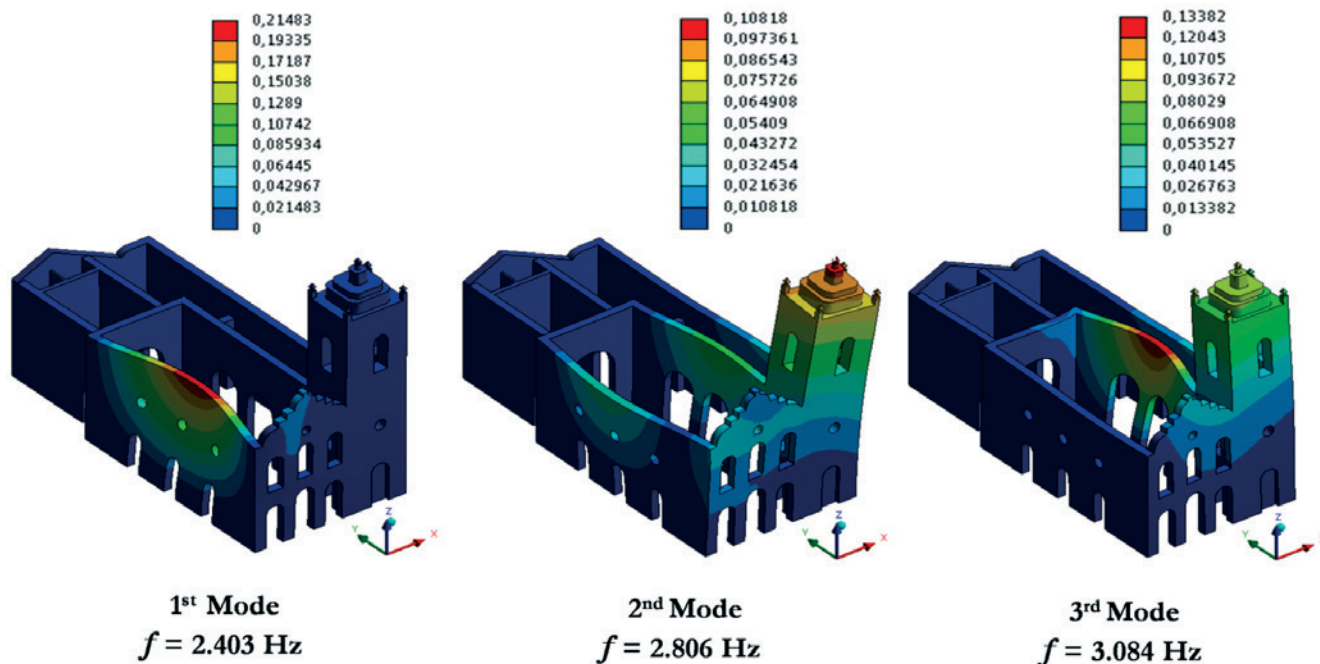 0,21483
0,19335
0,17187
0,15038
0,1289
0,10742
0,085934
0,06445
0,042967
0,021483
0
0,10818
0,097361
0,086543
0,075726
0,064908
0,05409
0,043272
0,032454
0,021636
0,010818
0
0,13382
0,12043
0,10705
0,093672
0,08029
0,066908
0,053527
0,040145
0,026763
0,013382
0
Z
Y
X
Z
Y
X
Z
Y
1st Mode
f = 2.403 Hz
2nd Mode
f = 2.806 Hz
3rd Mode
f = 3.084 Hz